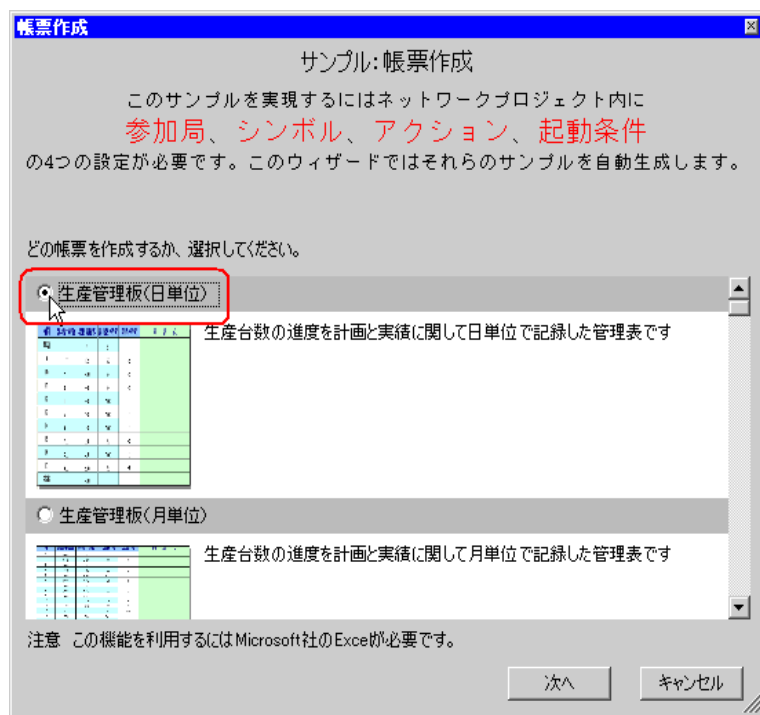 帳票作成
サンプル:帳票作成
このサンプルを実現するにはネットワークプロジェクト内に
参加局、シンボル、アクション、起動条件
の4つの設定が必要です。このウィザードではそれらのサンプルを自動生成します。
どの帳票を作成するか、選択してください。
生産管理板(日単位)
生産台数の進度を計画と実績に関して日単位で記録した管理表です
生産管理板(月単位)
生産台数の進度を計画と実績に関して月単位で記録した管理表です
注意 この機能を利用するにはMicrosoft社のExcelが必要です。
次へ
キャンセル